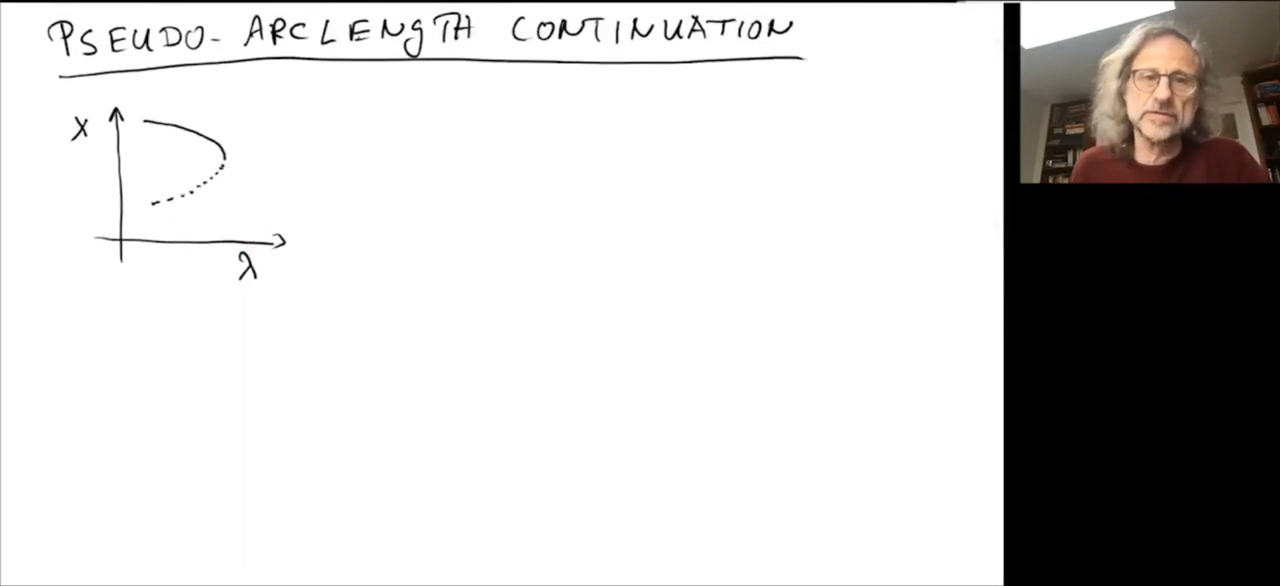 PSEUDO- ARCLENGTH CONTINUATION
X
λ